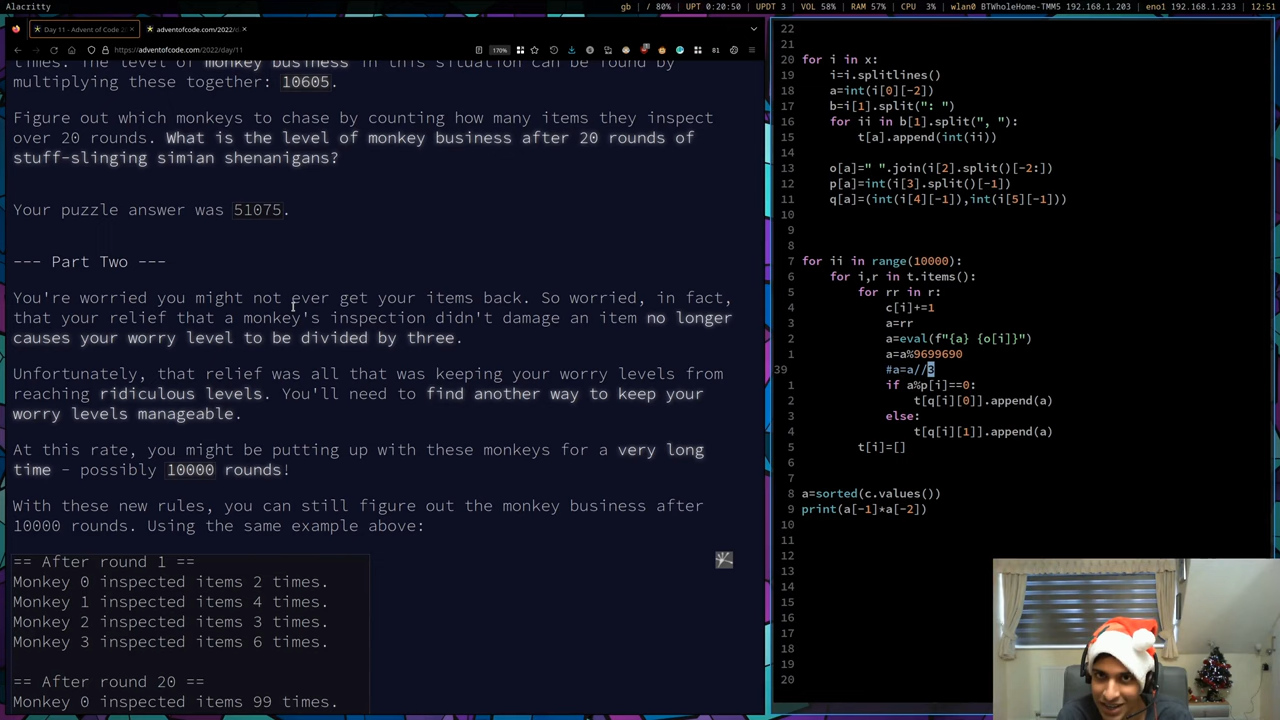 Alacritty
gb / 80% UPT 0:20:50 UPDT 3 VOL 58% RAM 57% CPU 3% wlan0 BTWholeHome-TMM5 192.168.1.203 eno1 192.168.1.233 12:51
Day 11 - Advent of Code 2
adventofcode.com/2022/d
https://adventofcode.com/2022/day/11
170%
81
times. The level of monkey business in this situation can be found by
multiplying these together: 10605.
Figure out which monkeys to chase by counting how many items they inspect
over 20 rounds. What is the level of monkey business after 20 rounds of
stuff-slinging simian shenanigans?
Your puzzle answer was 51075.
--- Part Two ---
You're worried you might not ever get your items back. So worried, in fact,
that your relief that a monkey's inspection didn't damage an item no longer
causes your worry level to be divided by three.
Unfortunately, that relief was all that was keeping your worry levels from
reaching ridiculous levels. You'll need to find another way to keep your
worry levels manageable.
At this rate, you might be putting up with these monkeys for a very long
time - possibly 10000 rounds!
With these new rules, you can still figure out the monkey business after
10000 rounds. Using the same example above:
== After round 1 ==
Monkey 0 inspected items 2 times.
Monkey 1 inspected items 4 times.
Monkey 2 inspected items 3 times.
Monkey 3 inspected items 6 times.
== After round 20 ==
Monkey 0 inspected items 99 times.
22
21
20 for i in x:
19 i=i.splitlines()
18 a=int(i[0][-2])
17 b=i[1].split(": ")
16 for ii in b[1].split(", "):
15 t[a].append(int(ii))
14
13 o[a]=" ".join(i[2].split()[-2:])
12 p[a]=int(i[3].split()[-1])
11 q[a]=(int(i[4][-1]),int(i[5][-1]))
10
9
8
7 for ii in range(10000):
6 for i,r in t.items():
5 for rr in r:
4 c[i]+=1
3 a=rr
2 a=eval(f"{a} {o[i]}")
1 a=a%9699690
39 #a=a//3
1 if a%p[i]==0:
2 t[q[i][0]].append(a)
3 else:
4 t[q[i][1]].append(a)
5 t[i]=[]
6
7
8 a=sorted(c.values())
9 print(a[-1]*a[-2])
10
11
12
13
14
15
16
17
18
19
20